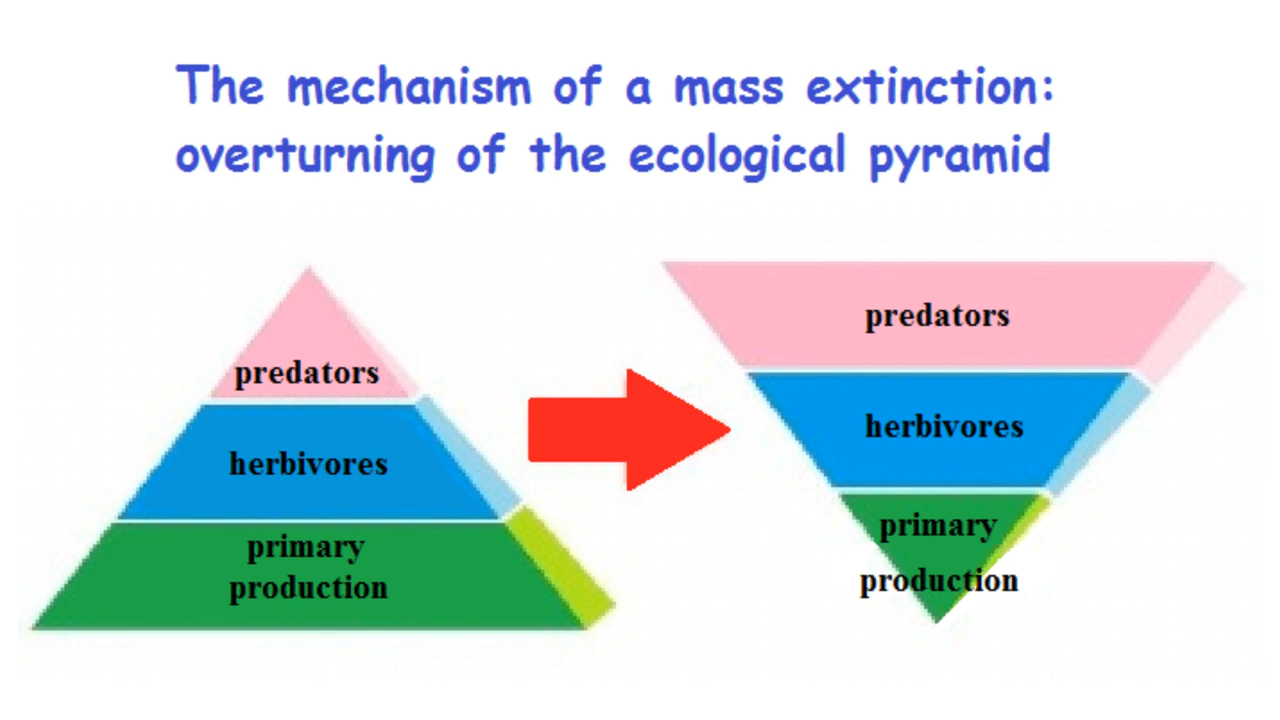 The mechanism of a mass extinction:
overturning of the ecological pyramid
predators
herbivores
primary
production
predators
herbivores
primary
production